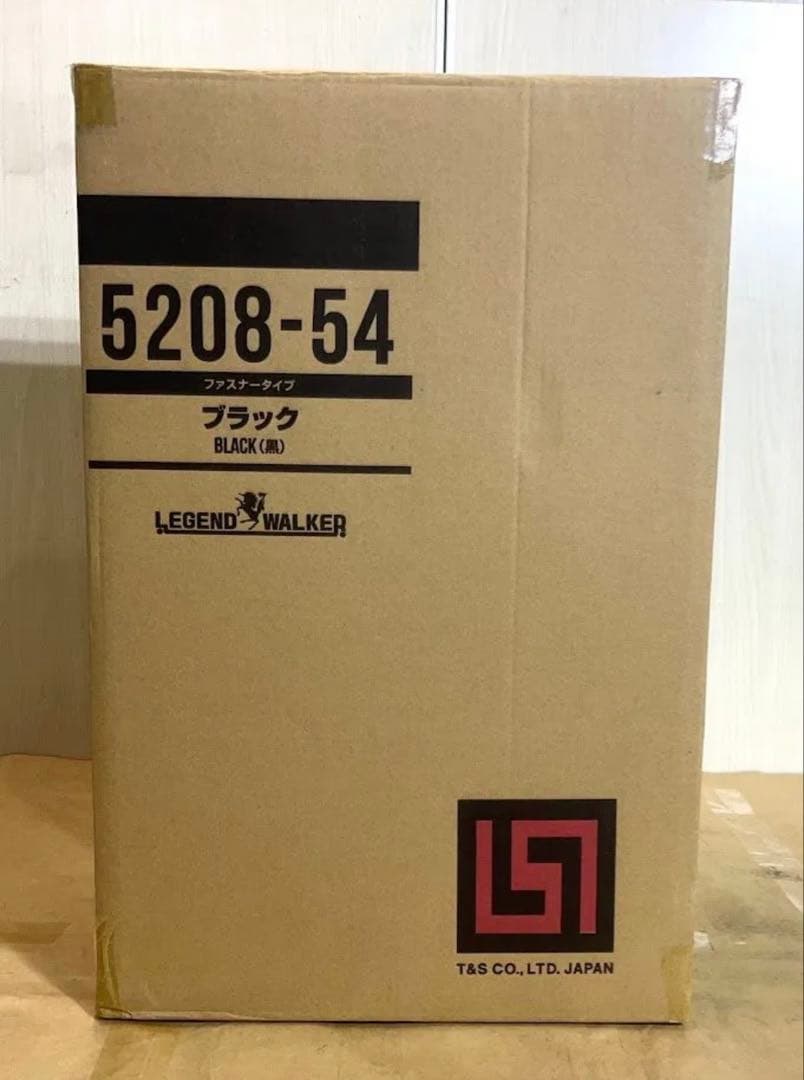 5208-54
ファスナータイプ
ブラック
BLACK(黒)
LEGEND WALKER
T&S CO., LTD. JAPAN